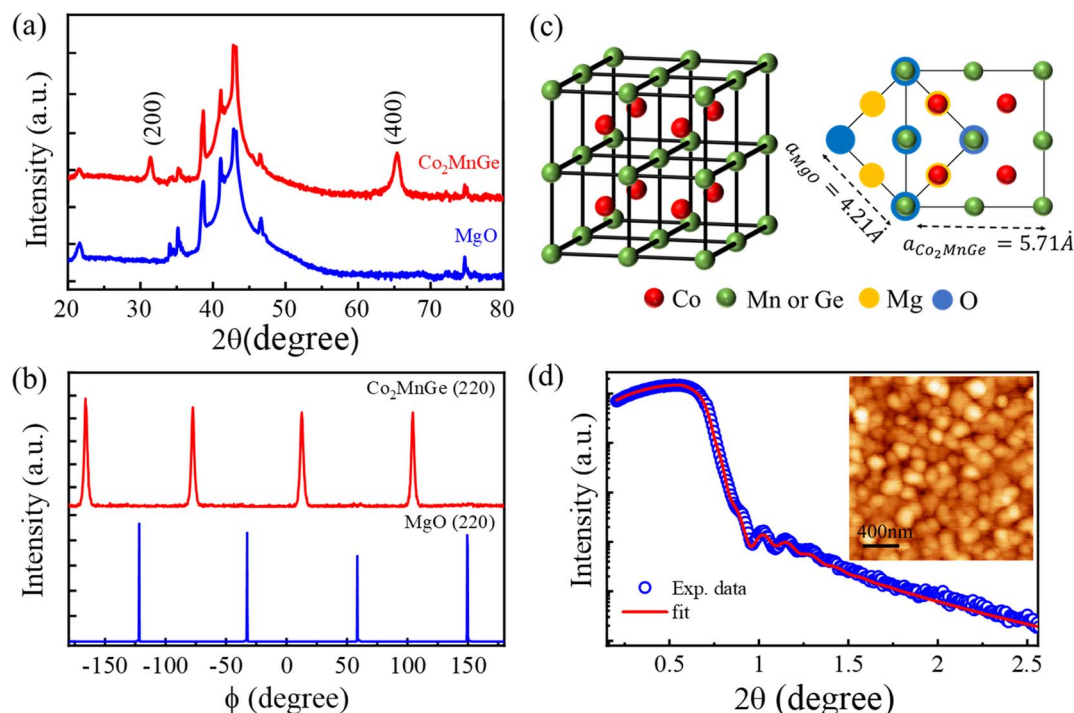 (a)
Intensity (a.u.)
(200)
(400)
Co₂MnGe
MgO
20 30 40 50 60 70 80
2θ(degree)
(b)
Intensity (a.u.)
Co₂MnGe (220)
MgO (220)
-150 -100 -50 0 50 100 150
ϕ (degree)
(c)
a_MgO = 4.21Å
a_Co₂MnGe = 5.71Å
Co Mn or Ge Mg O
(d)
Intensity (a.u.)
400nm
Exp. data
fit
0.5 1 1.5 2 2.5
2θ (degree)